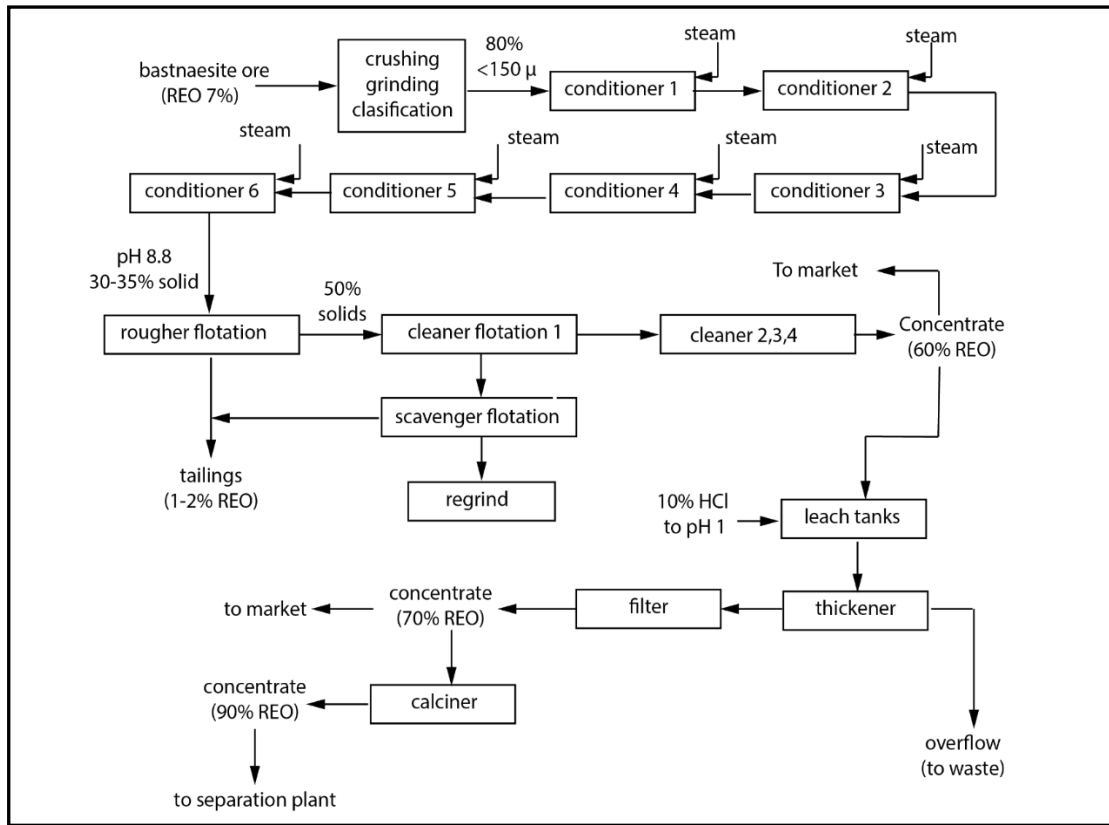 bastnaesite ore
(REO 7%)
crushing
grinding
clasification
80%
<150 μ
steam
conditioner 1
steam
conditioner 2
steam
conditioner 6
steam
conditioner 5
steam
conditioner 4
steam
conditioner 3
pH 8.8
30-35% solid
rougher flotation
50%
solids
cleaner flotation 1
cleaner 2,3,4
To market
Concentrate
(60% REO)
scavenger flotation
tailings
(1-2% REO)
regrind
10% HCl
to pH 1
leach tanks
to market
concentrate
(70% REO)
filter
thickener
concentrate
(90% REO)
calciner
overflow
(to waste)
to separation plant